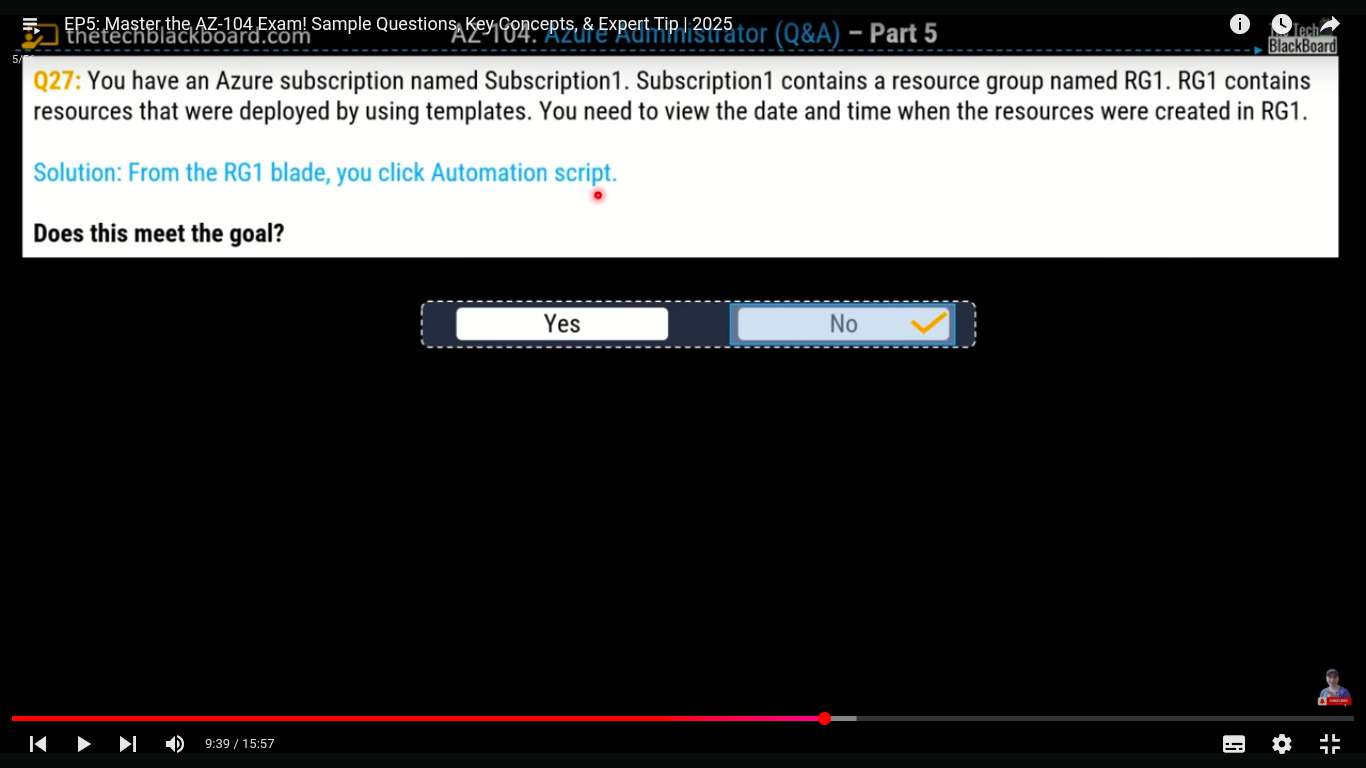 EP5: Master the AZ-104 Exam! Sample Questions, Key Concepts, & Expert Tip | 2025
thetechblackboard.com
AZ-104: Azure Administrator (Q&A) – Part 5
Tech
BlackBoard
Q27: You have an Azure subscription named Subscription1. Subscription1 contains a resource group named RG1. RG1 contains
resources that were deployed by using templates. You need to view the date and time when the resources were created in RG1.
Solution: From the RG1 blade, you click Automation script.
Does this meet the goal?
Yes
No
9:39 / 15:57